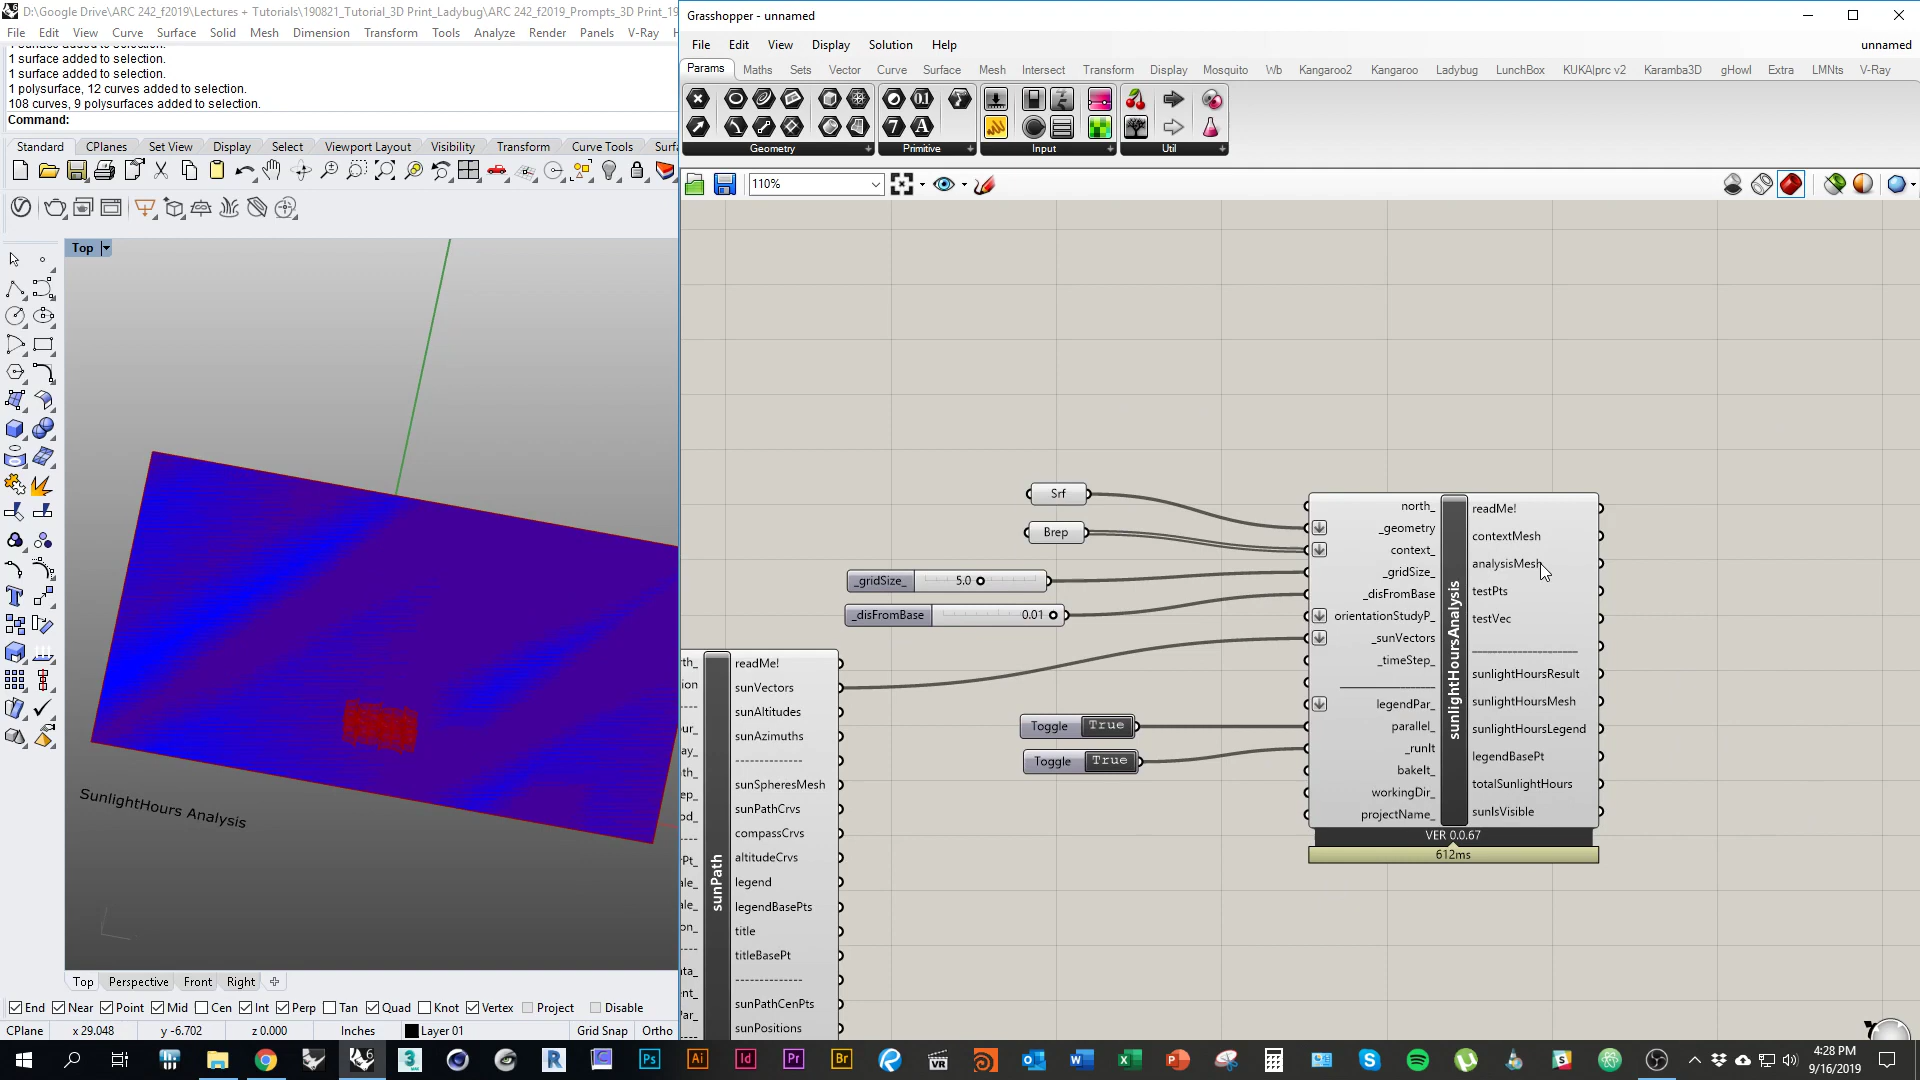 D:\Google Drive\ARC 242_f2019\Lectures + Tutorials\190821_Tutorial_3D Print_Ladybug\ARC 242_f2019_Prompts_3D Print_19
File Edit View Curve Surface Solid Mesh Dimension Transform Tools Analyze Render Panels V-Ray
1 surface added to selection.
1 surface added to selection.
1 polysurface, 12 curves added to selection.
108 curves, 9 polysurfaces added to selection.
Command:
Standard CPlanes Set View Display Select Viewport Layout Visibility Transform Curve Tools Surf
Top
SunlightHours Analysis
Top Perspective Front Right
End Near Point Mid Cen Int Perp Tan Quad Knot Vertex Project Disable
CPlane x 29.048 y -6.702 z 0.000 Inches Layer 01 Grid Snap Ortho
Grasshopper - unnamed
File Edit View Display Solution Help unnamed
Params Maths Sets Vector Curve Surface Mesh Intersect Transform Display Mosquito Wb Kangaroo2 Kangaroo Ladybug LunchBox KUKA|prc v2 Karamba3D gHowl Extra LMNts V-Ray
Geometry Primitive Input Util
110%
Srf
Brep
_gridSize_ 5.0
_disFromBase 0.01
Toggle True
Toggle True
readMe!
sunVectors
sunAltitudes
sunAzimuths
--------------
sunSpheresMesh
sunPathCrvs
compassCrvs
altitudeCrvs
legend
legendBasePts
title
titleBasePt
--------------
sunPathCenPts
sunPositions
sunPath
north_
_geometry
context_
_gridSize_
_disFromBase
orientationStudyP_
_sunVectors
_timeStep_
legendPar_
parallel_
_runIt
bakeIt_
workingDir_
projectName_
sunlightHoursAnalysis
readMe!
contextMesh
analysisMesh
testPts
testVec
sunlightHoursResult
sunlightHoursMesh
sunlightHoursLegend
legendBasePt
totalSunlightHours
sunIsVisible
VER 0.0.67
612ms
4:28 PM
9/16/2019